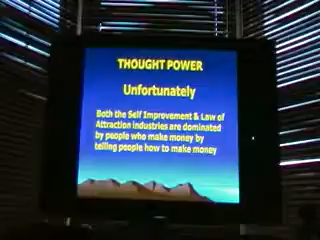 THOUGHT POWER
Unfortunately
Both the Self Improvement & Law of
Attraction industries are dominated
by people who make money by
telling people how to make money